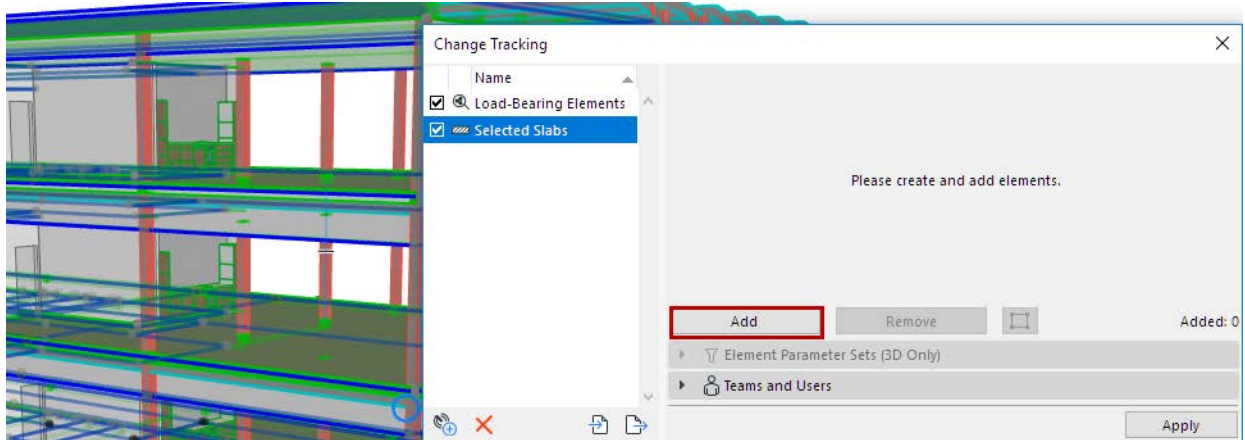 Change Tracking
Name
Load-Bearing Elements
Selected Slabs
Please create and add elements.
Add
Remove
Added: 0
Element Parameter Sets (3D Only)
Teams and Users
Apply